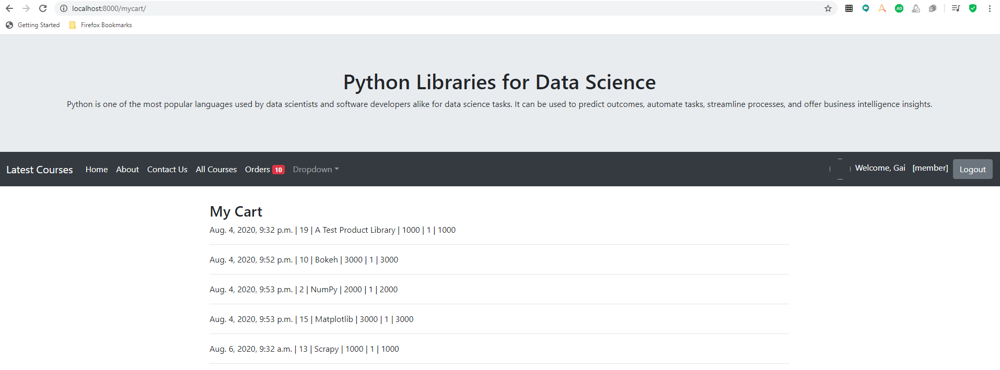 localhost:8000/mycart/
AD
Getting Started Firefox Bookmarks
Python Libraries for Data Science
Python is one of the most popular languages used by data scientists and software developers alike for data science tasks. It can be used to predict outcomes, automate tasks, streamline processes, and offer business intelligence insights.
Latest Courses Home About Contact Us All Courses Orders 10 Dropdown Welcome, Gai [member] Logout
My Cart
Aug. 4, 2020, 9:32 p.m. | 19 | A Test Product Library | 1000 | 1 | 1000
Aug. 4, 2020, 9:52 p.m. | 10 | Bokeh | 3000 | 1 | 3000
Aug. 4, 2020, 9:53 p.m. | 2 | NumPy | 2000 | 1 | 2000
Aug. 4, 2020, 9:53 p.m. | 15 | Matplotlib | 3000 | 1 | 3000
Aug. 6, 2020, 9:32 a.m. | 13 | Scrapy | 1000 | 1 | 1000